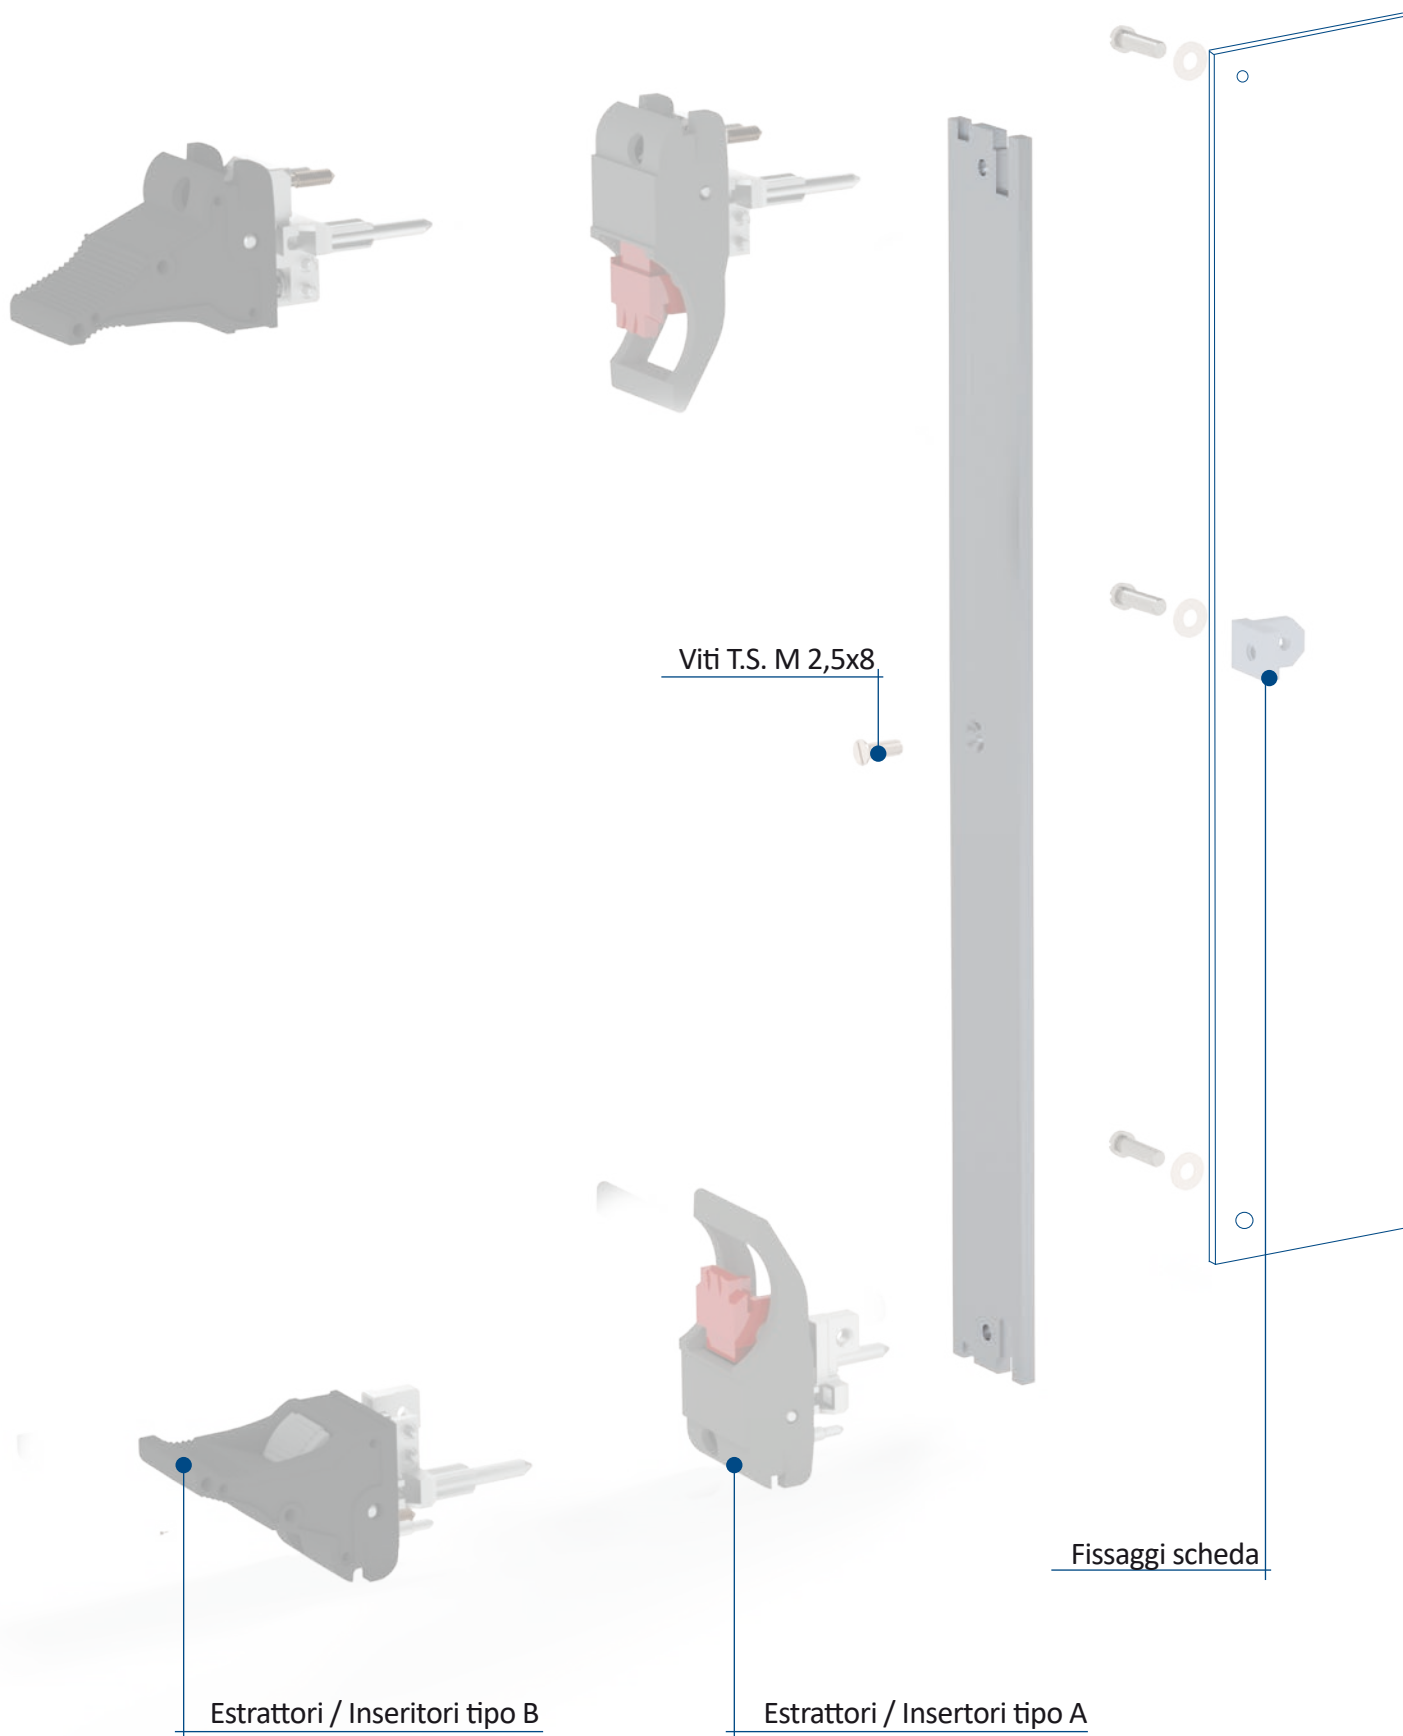 Viti T.S. M 2,5x8
Fissaggi scheda
Estrattori / Inseritori tipo B
Estrattori / Insertori tipo A